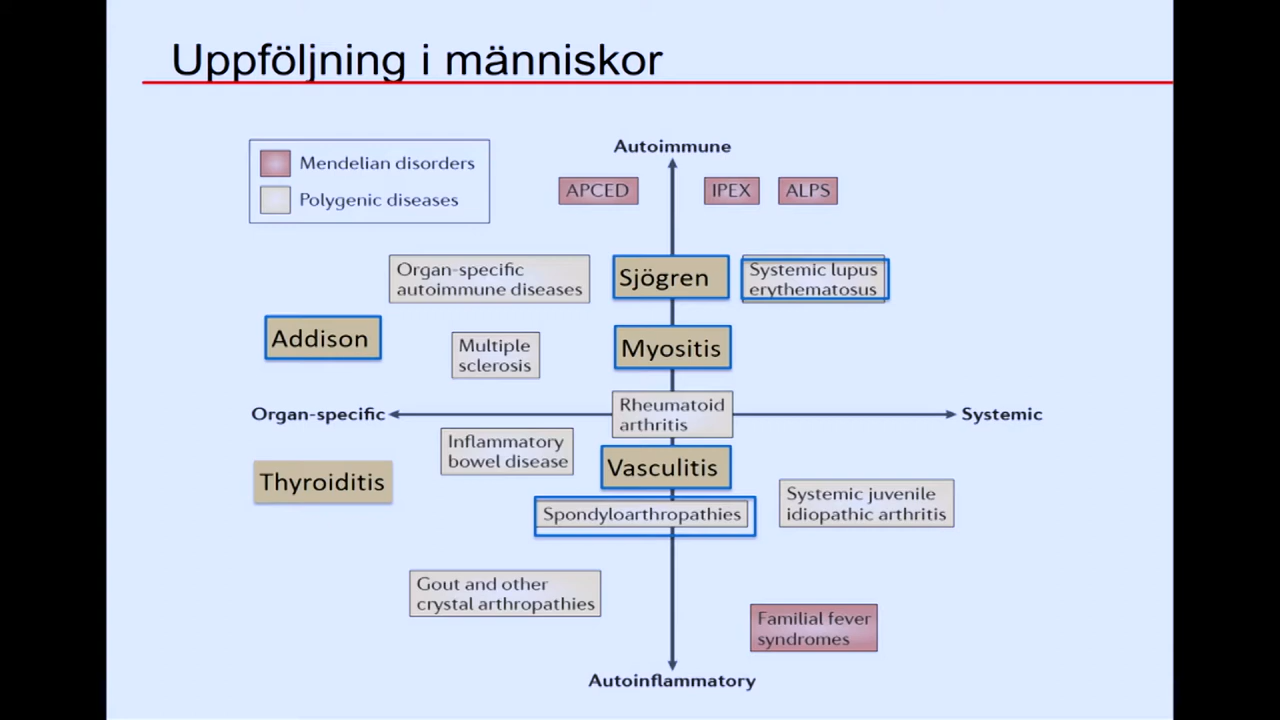 Uppföljning i människor
Mendelian disorders
Polygenic diseases
Autoimmune
APCED
IPEX
ALPS
Organ-specific
autoimmune diseases
Sjögren
Systemic lupus
erythematosus
Addison
Multiple
sclerosis
Myositis
Organ-specific
Rheumatoid
arthritis
Systemic
Inflammatory
bowel disease
Vasculitis
Thyroiditis
Spondyloarthropathies
Systemic juvenile
idiopathic arthritis
Gout and other
crystal arthropathies
Familial fever
syndromes
Autoinflammatory